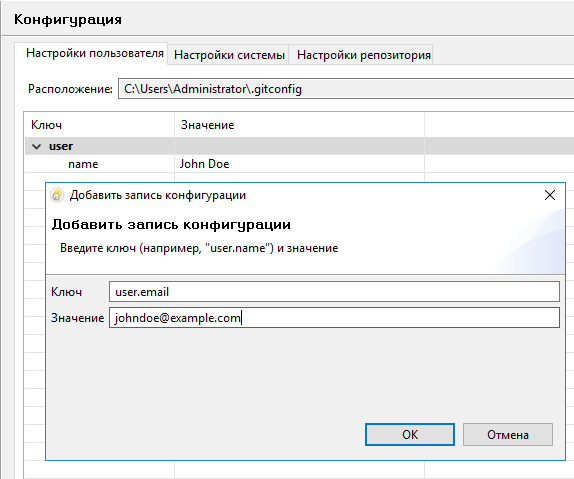 Конфигурация
Настройки пользователя Настройки системы Настройки репозитория
Расположение: C:\Users\Administrator\.gitconfig
Ключ Значение
user
name John Doe
Добавить запись конфигурации
Добавить запись конфигурации
Введите ключ (например, "user.name") и значение
Ключ user.email
Значение johndoe@example.com
OK Отмена